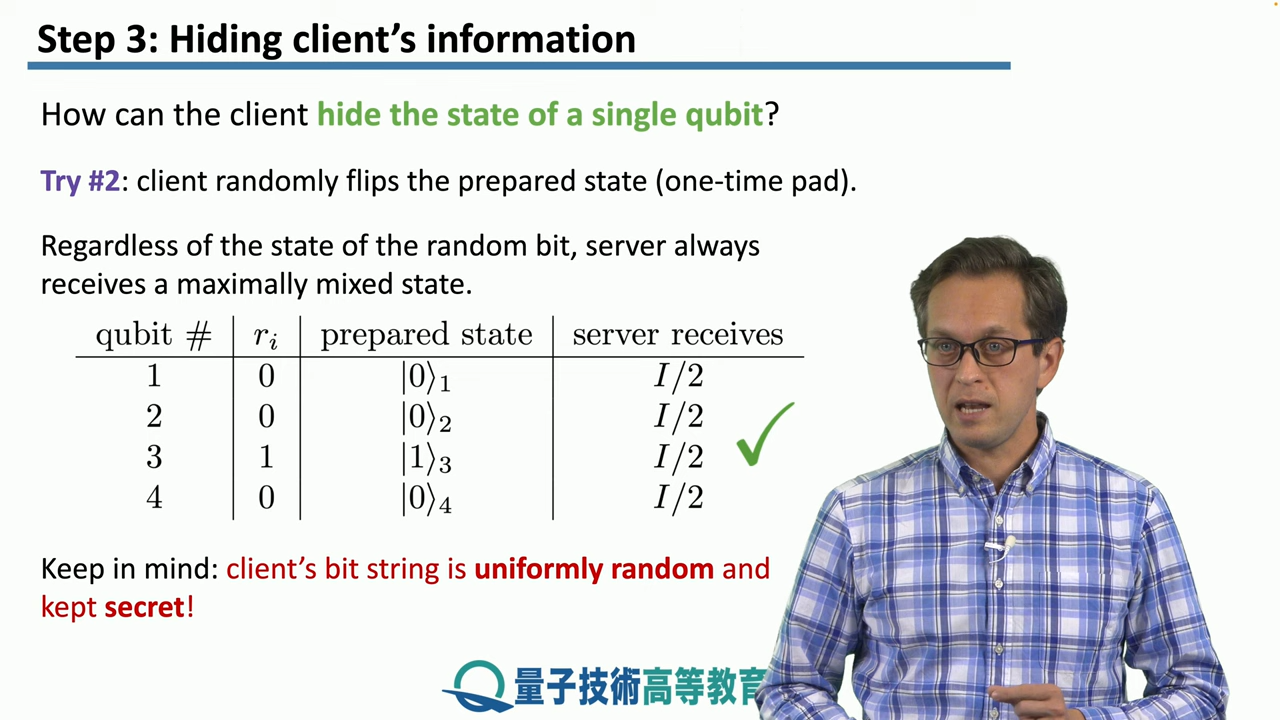 Step 3: Hiding client’s information
How can the client hide the state of a single qubit?
Try #2: client randomly flips the prepared state (one-time pad).
Regardless of the state of the random bit, server always
receives a maximally mixed state.
qubit # r_i prepared state server receives
1 0 |0⟩₁ I/2
2 0 |0⟩₂ I/2
3 1 |1⟩₃ I/2
4 0 |0⟩₄ I/2
Keep in mind: client’s bit string is uniformly random and
kept secret!
量子技術高等教育